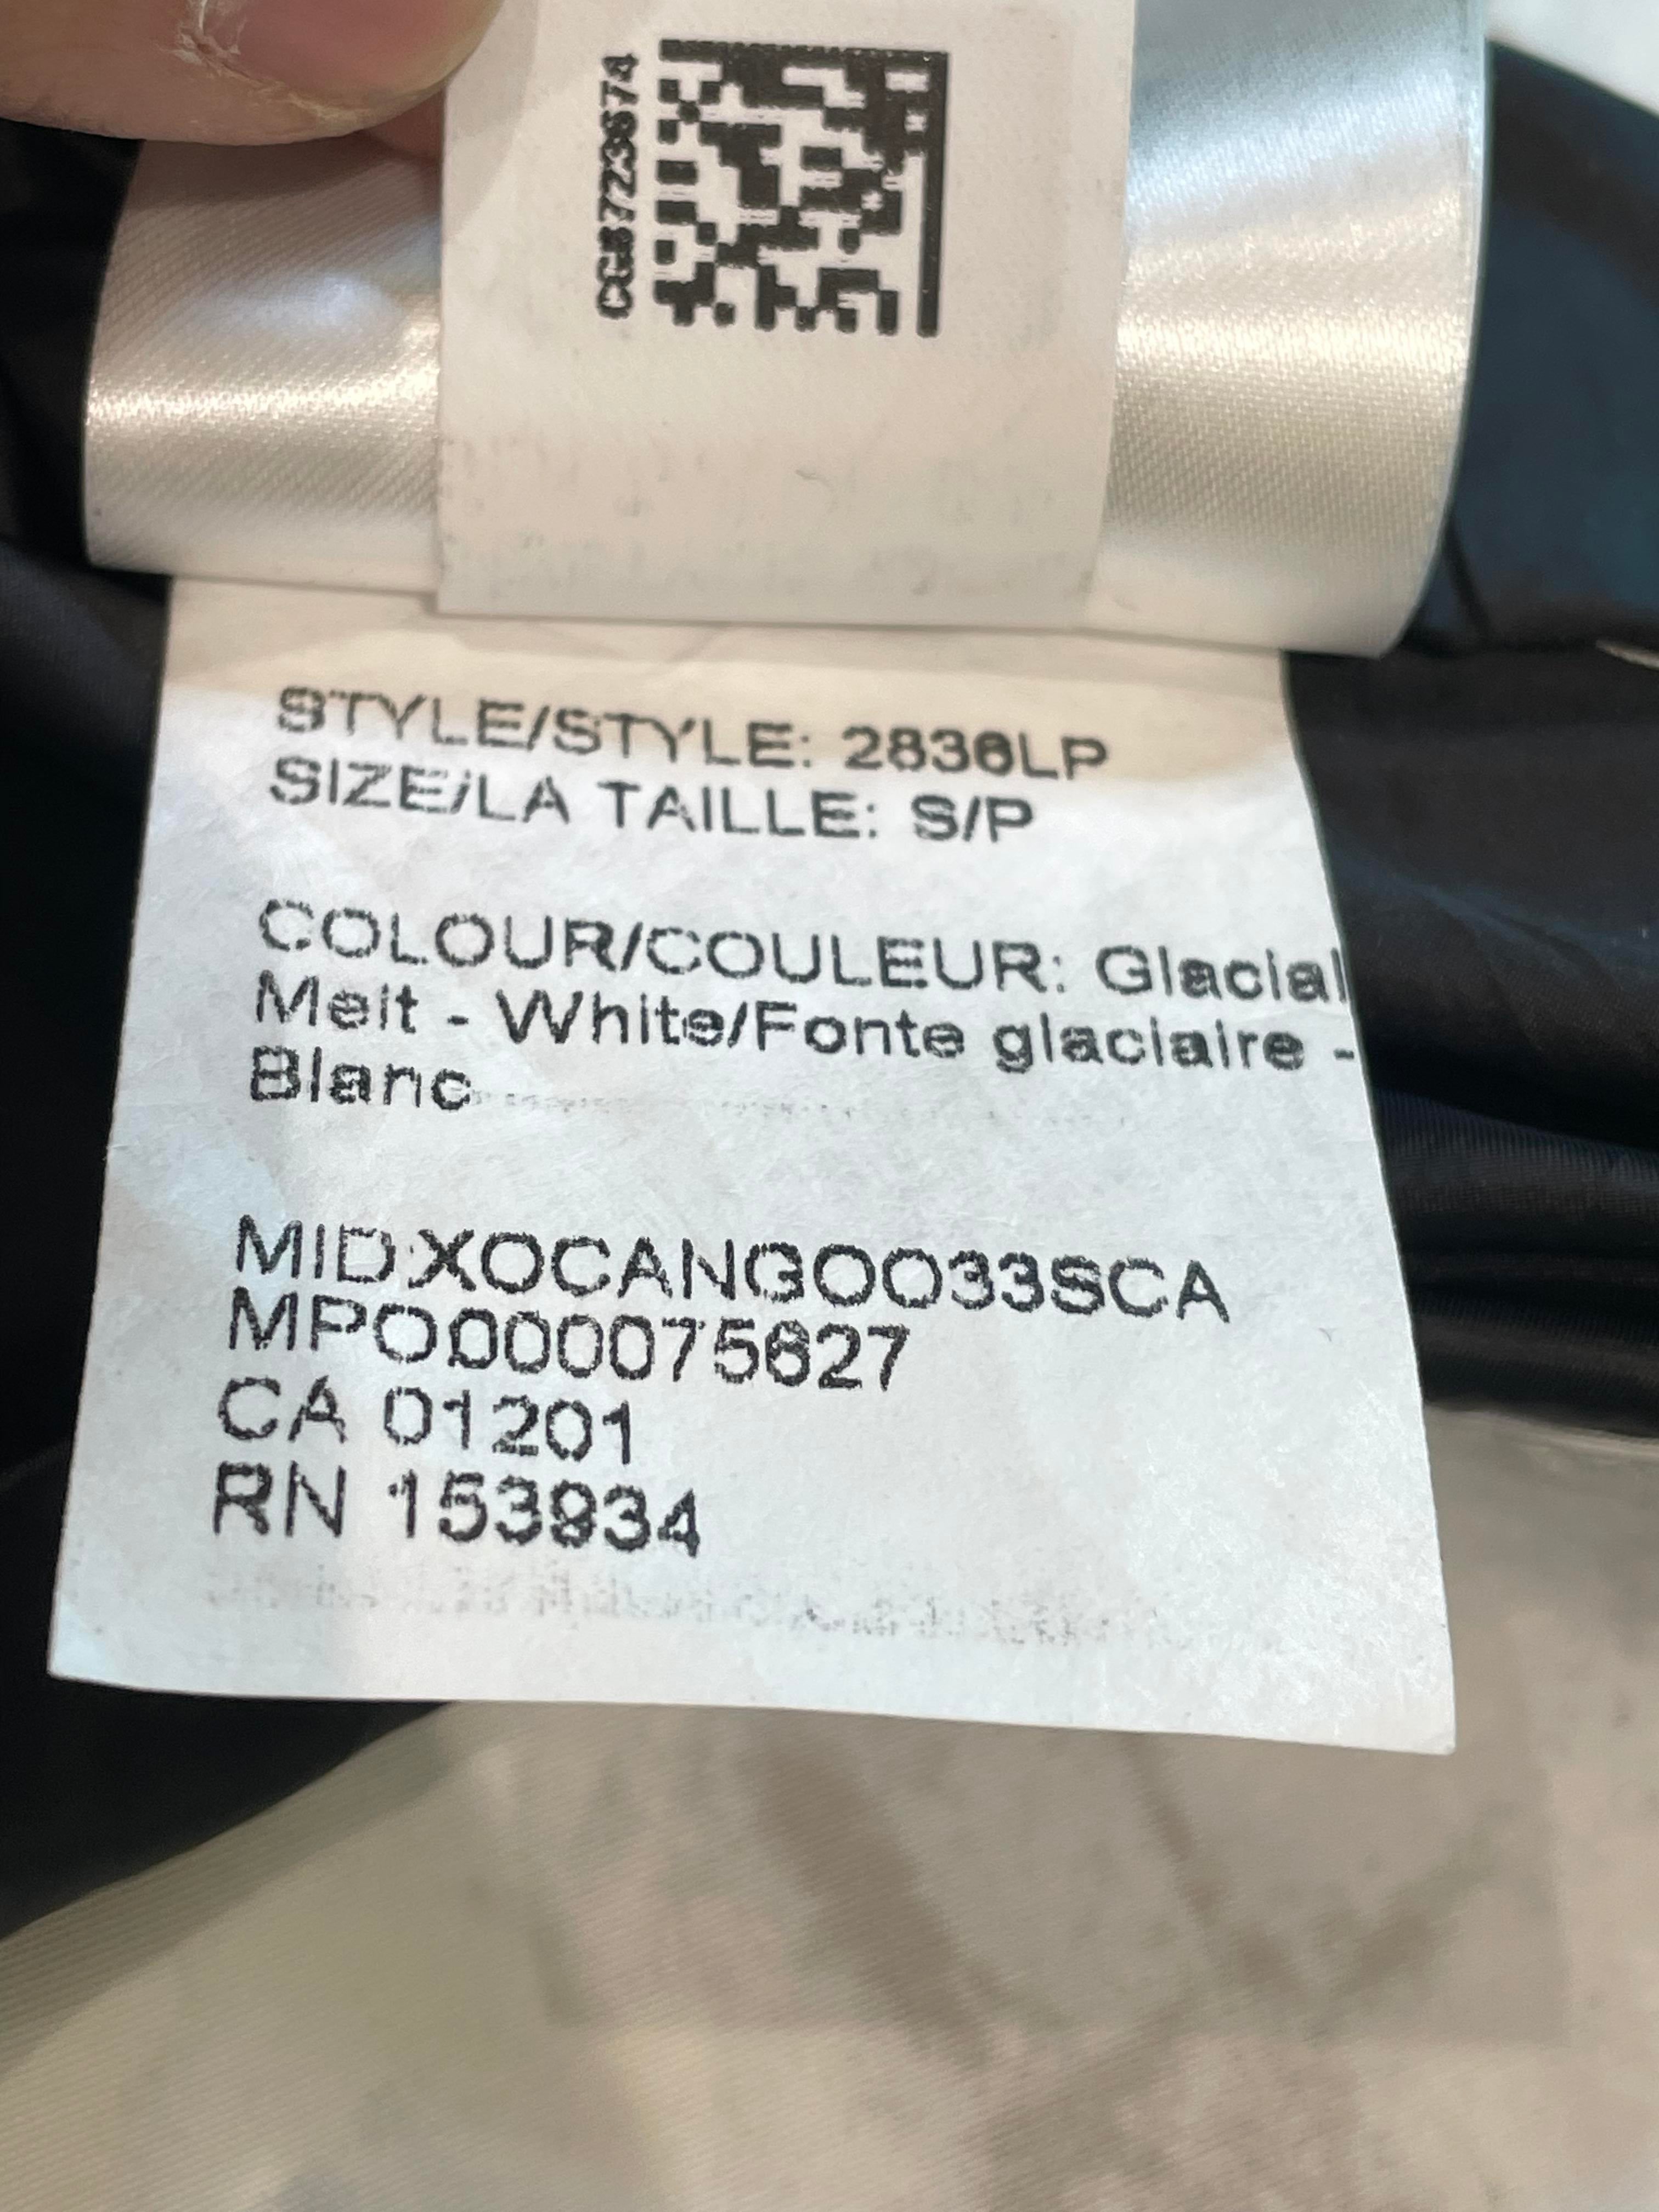 CG87723674
STYLE/STYLE: 2836LP
SIZE/LA TAILLE: S/P
COLOUR/COULEUR: Glacial
Melt - White/Fonte glaciaire -
Blanc
MID:XOCANGOO33SCA
MPO000075627
CA 01201
RN 153934